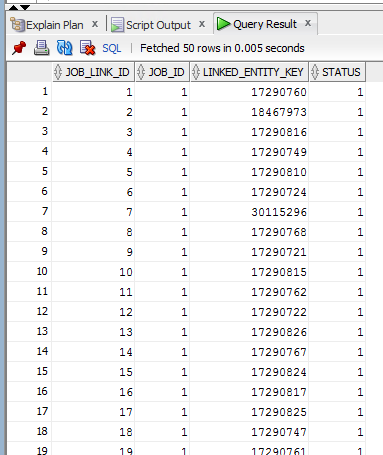 Explain Plan x Script Output x Query Result x
SQL | Fetched 50 rows in 0.005 seconds
JOB_LINK_ID JOB_ID LINKED_ENTITY_KEY STATUS
1 1 1 17290760 1
2 2 1 18467973 1
3 3 1 17290816 1
4 4 1 17290749 1
5 5 1 17290810 1
6 6 1 17290724 1
7 7 1 30115296 1
8 8 1 17290768 1
9 9 1 17290721 1
10 10 1 17290815 1
11 11 1 17290762 1
12 12 1 17290722 1
13 13 1 17290826 1
14 14 1 17290767 1
15 15 1 17290824 1
16 16 1 17290817 1
17 17 1 17290825 1
18 18 1 17290747 1
19 19 1 17290761 1